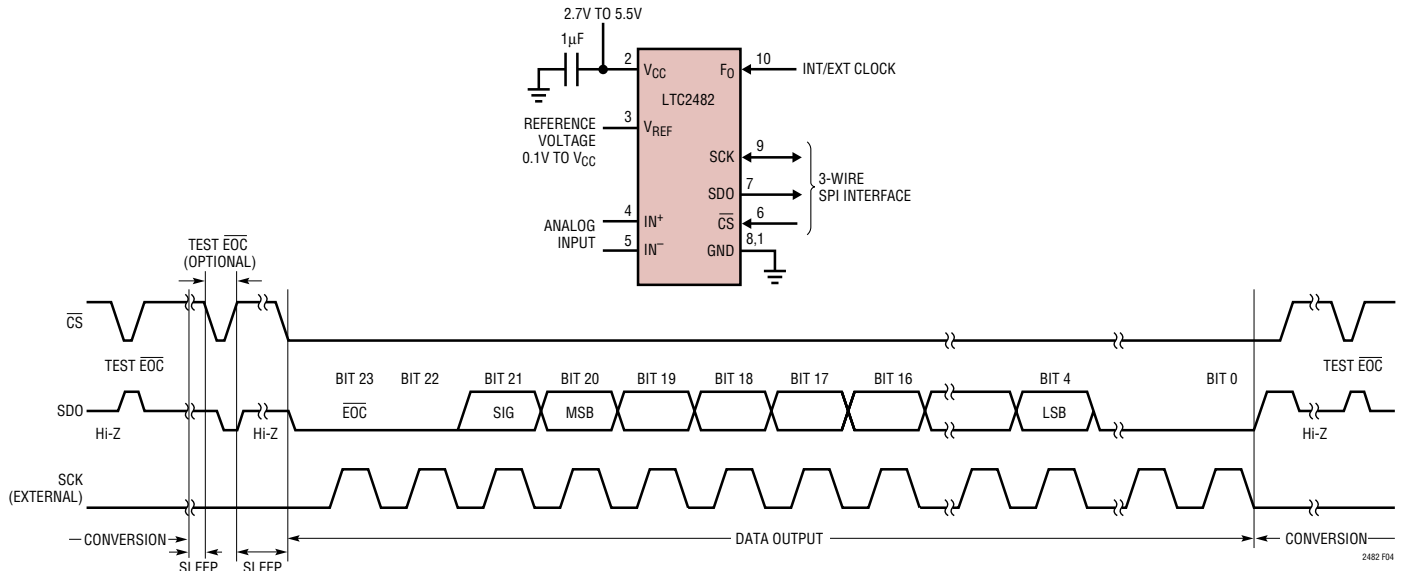 2.7V TO 5.5V
1µF
2
VCC
FO
10
INT/EXT CLOCK
LTC2482
REFERENCE
VOLTAGE
0.1V TO VCC
3
VREF
SCK
9
SDO
7
3-WIRE
SPI INTERFACE
CS
6
ANALOG
INPUT
4
IN+
5
IN–
GND
8,1
TEST EOC
(OPTIONAL)
CS
TEST EOC
TEST EOC
BIT 23 BIT 22 BIT 21 BIT 20 BIT 19 BIT 18 BIT 17 BIT 16 BIT 4 BIT 0
SDO
EOC SIG MSB LSB
Hi-Z Hi-Z Hi-Z
SCK
(EXTERNAL)
CONVERSION DATA OUTPUT CONVERSION
SLEEP SLEEP
2482 F04